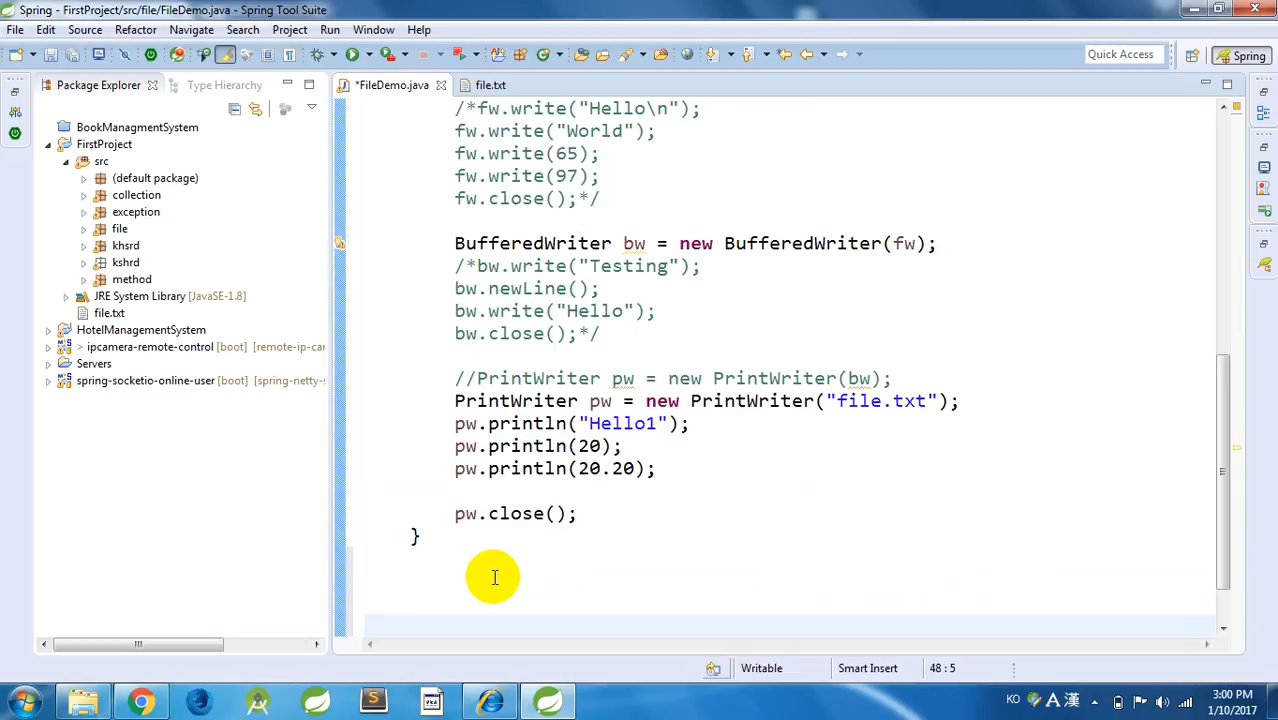 Spring - FirstProject/src/file/FileDemo.java - Spring Tool Suite
File Edit Source Refactor Navigate Search Project Run Window Help
Quick Access Spring
Package Explorer Type Hierarchy
*FileDemo.java file.txt
BookManagmentSystem
FirstProject
src
(default package)
collection
exception
file
khsrd
kshrd
method
JRE System Library [JavaSE-1.8]
file.txt
HotelManagementSystem
> ipcamera-remote-control [boot] [remote-ip-car
Servers
spring-socketio-online-user [boot] [spring-netty-s
/*fw.write("Hello\n");
fw.write("World");
fw.write(65);
fw.write(97);
fw.close();*/
BufferedWriter bw = new BufferedWriter(fw);
/*bw.write("Testing");
bw.newLine();
bw.write("Hello");
bw.close();*/
//PrintWriter pw = new PrintWriter(bw);
PrintWriter pw = new PrintWriter("file.txt");
pw.println("Hello1");
pw.println(20);
pw.println(20.20);
pw.close();
}
Writable Smart Insert 48 : 5
KO A 漢
3:00 PM
1/10/2017